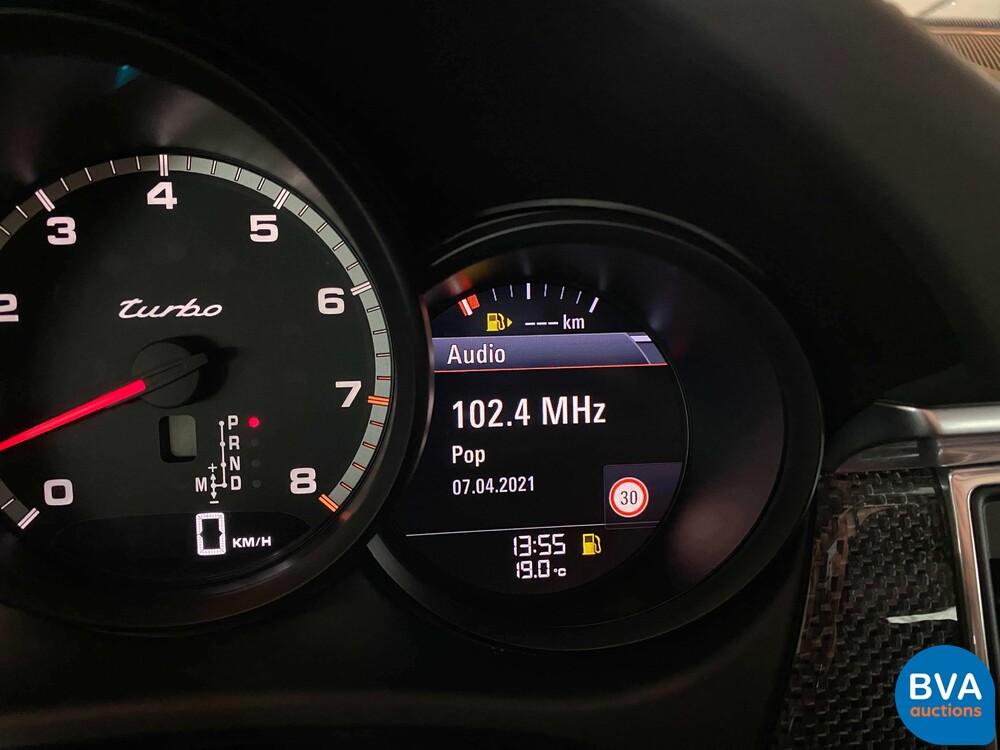 2
3
4
5
6
7
8
0
turbo
P
R
N
M D
+
−
0 KM/H
--- km
Audio
102.4 MHz
Pop
07.04.2021
30
13:55
19.0 °C
BVA
auctions